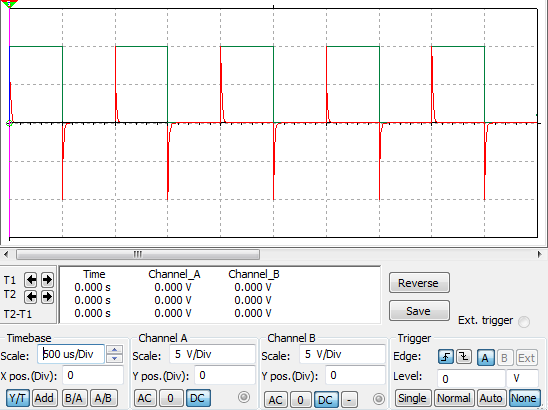 Time Channel_A Channel_B
T1 0.000 s 0.000 V 0.000 V
T2 0.000 s 0.000 V 0.000 V
T2-T1 0.000 s 0.000 V 0.000 V
Reverse
Save
Ext. trigger
Timebase
Scale: 500 us/Div
X pos.(Div): 0
Y/T Add B/A A/B
Channel A
Scale: 5 V/Div
Y pos.(Div): 0
AC 0 DC
Channel B
Scale: 5 V/Div
Y pos.(Div): 0
AC 0 DC -
Trigger
Edge: A B Ext
Level: 0 V
Single Normal Auto None